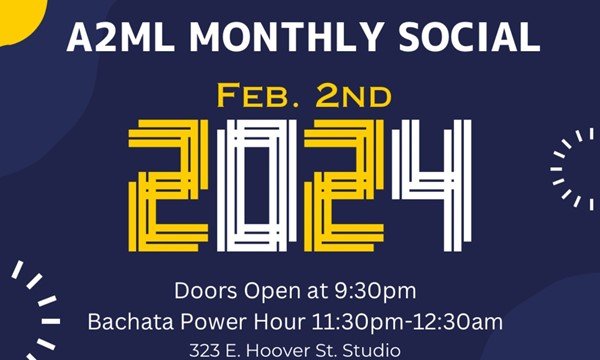 A2ML MONTHLY SOCIAL
FEB. 2ND
2024
Doors Open at 9:30pm
Bachata Power Hour 11:30pm-12:30am
323 E. Hoover St. Studio